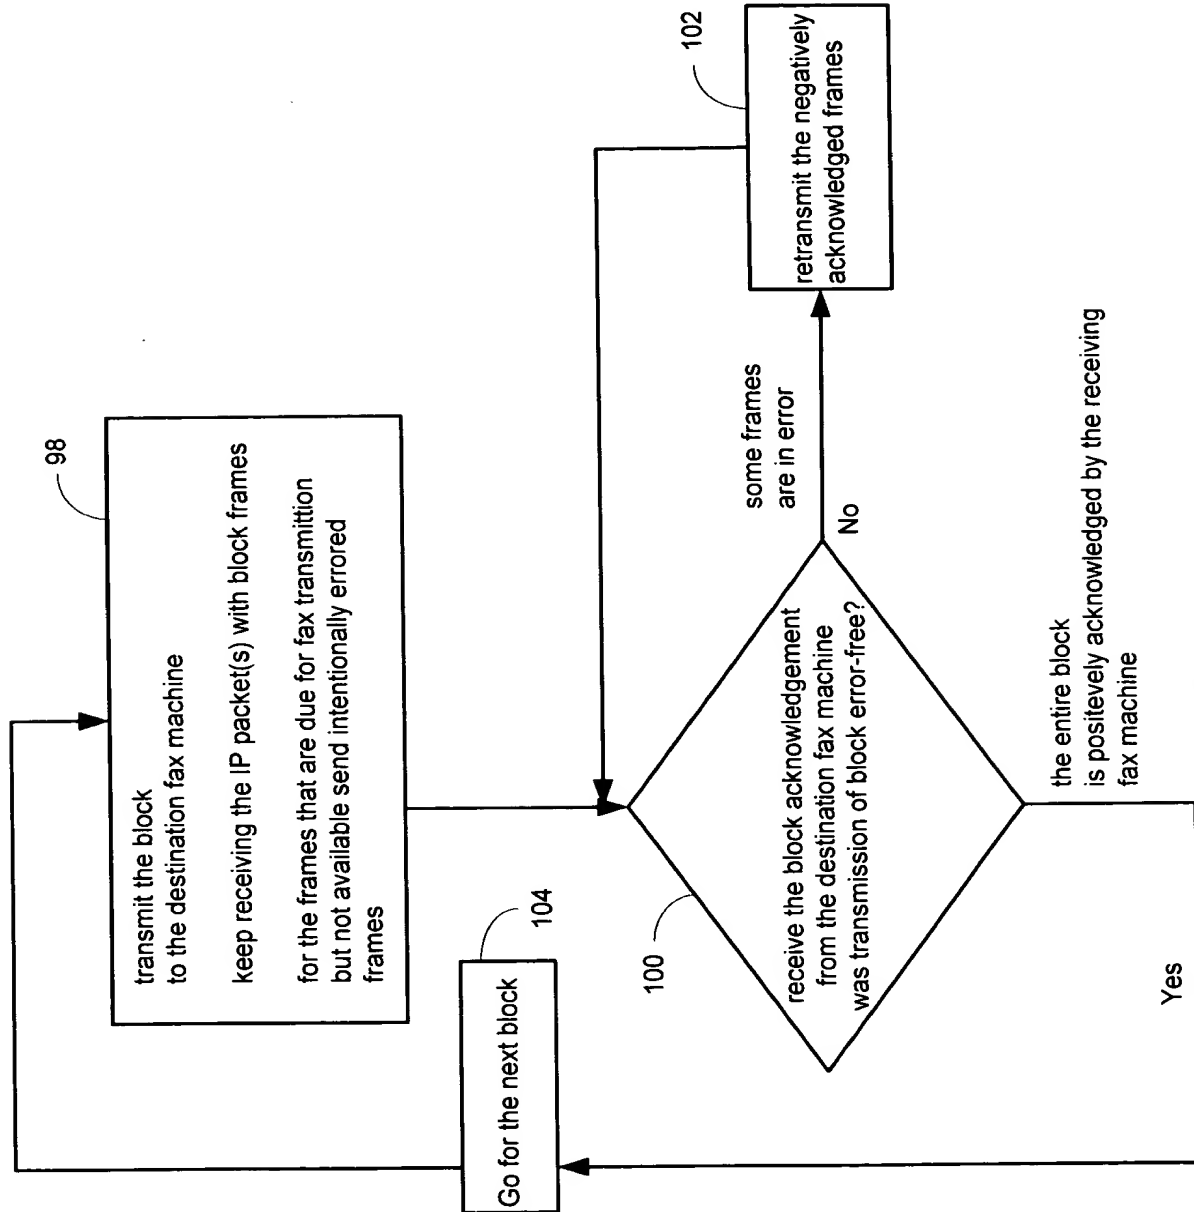 98
transmit the block
to the destination fax machine
keep receiving the IP packet(s) with block frames
for the frames that are due for fax transmittion
but not available send intentionally errored
frames
104
Go for the next block
100
receive the block acknowledgement
from the destination fax machine
was transmission of block error-free?
some frames
are in error
No
102
retransmit the negatively
acknowledged frames
the entire block
is positevely acknowledged by the receiving
fax machine
Yes